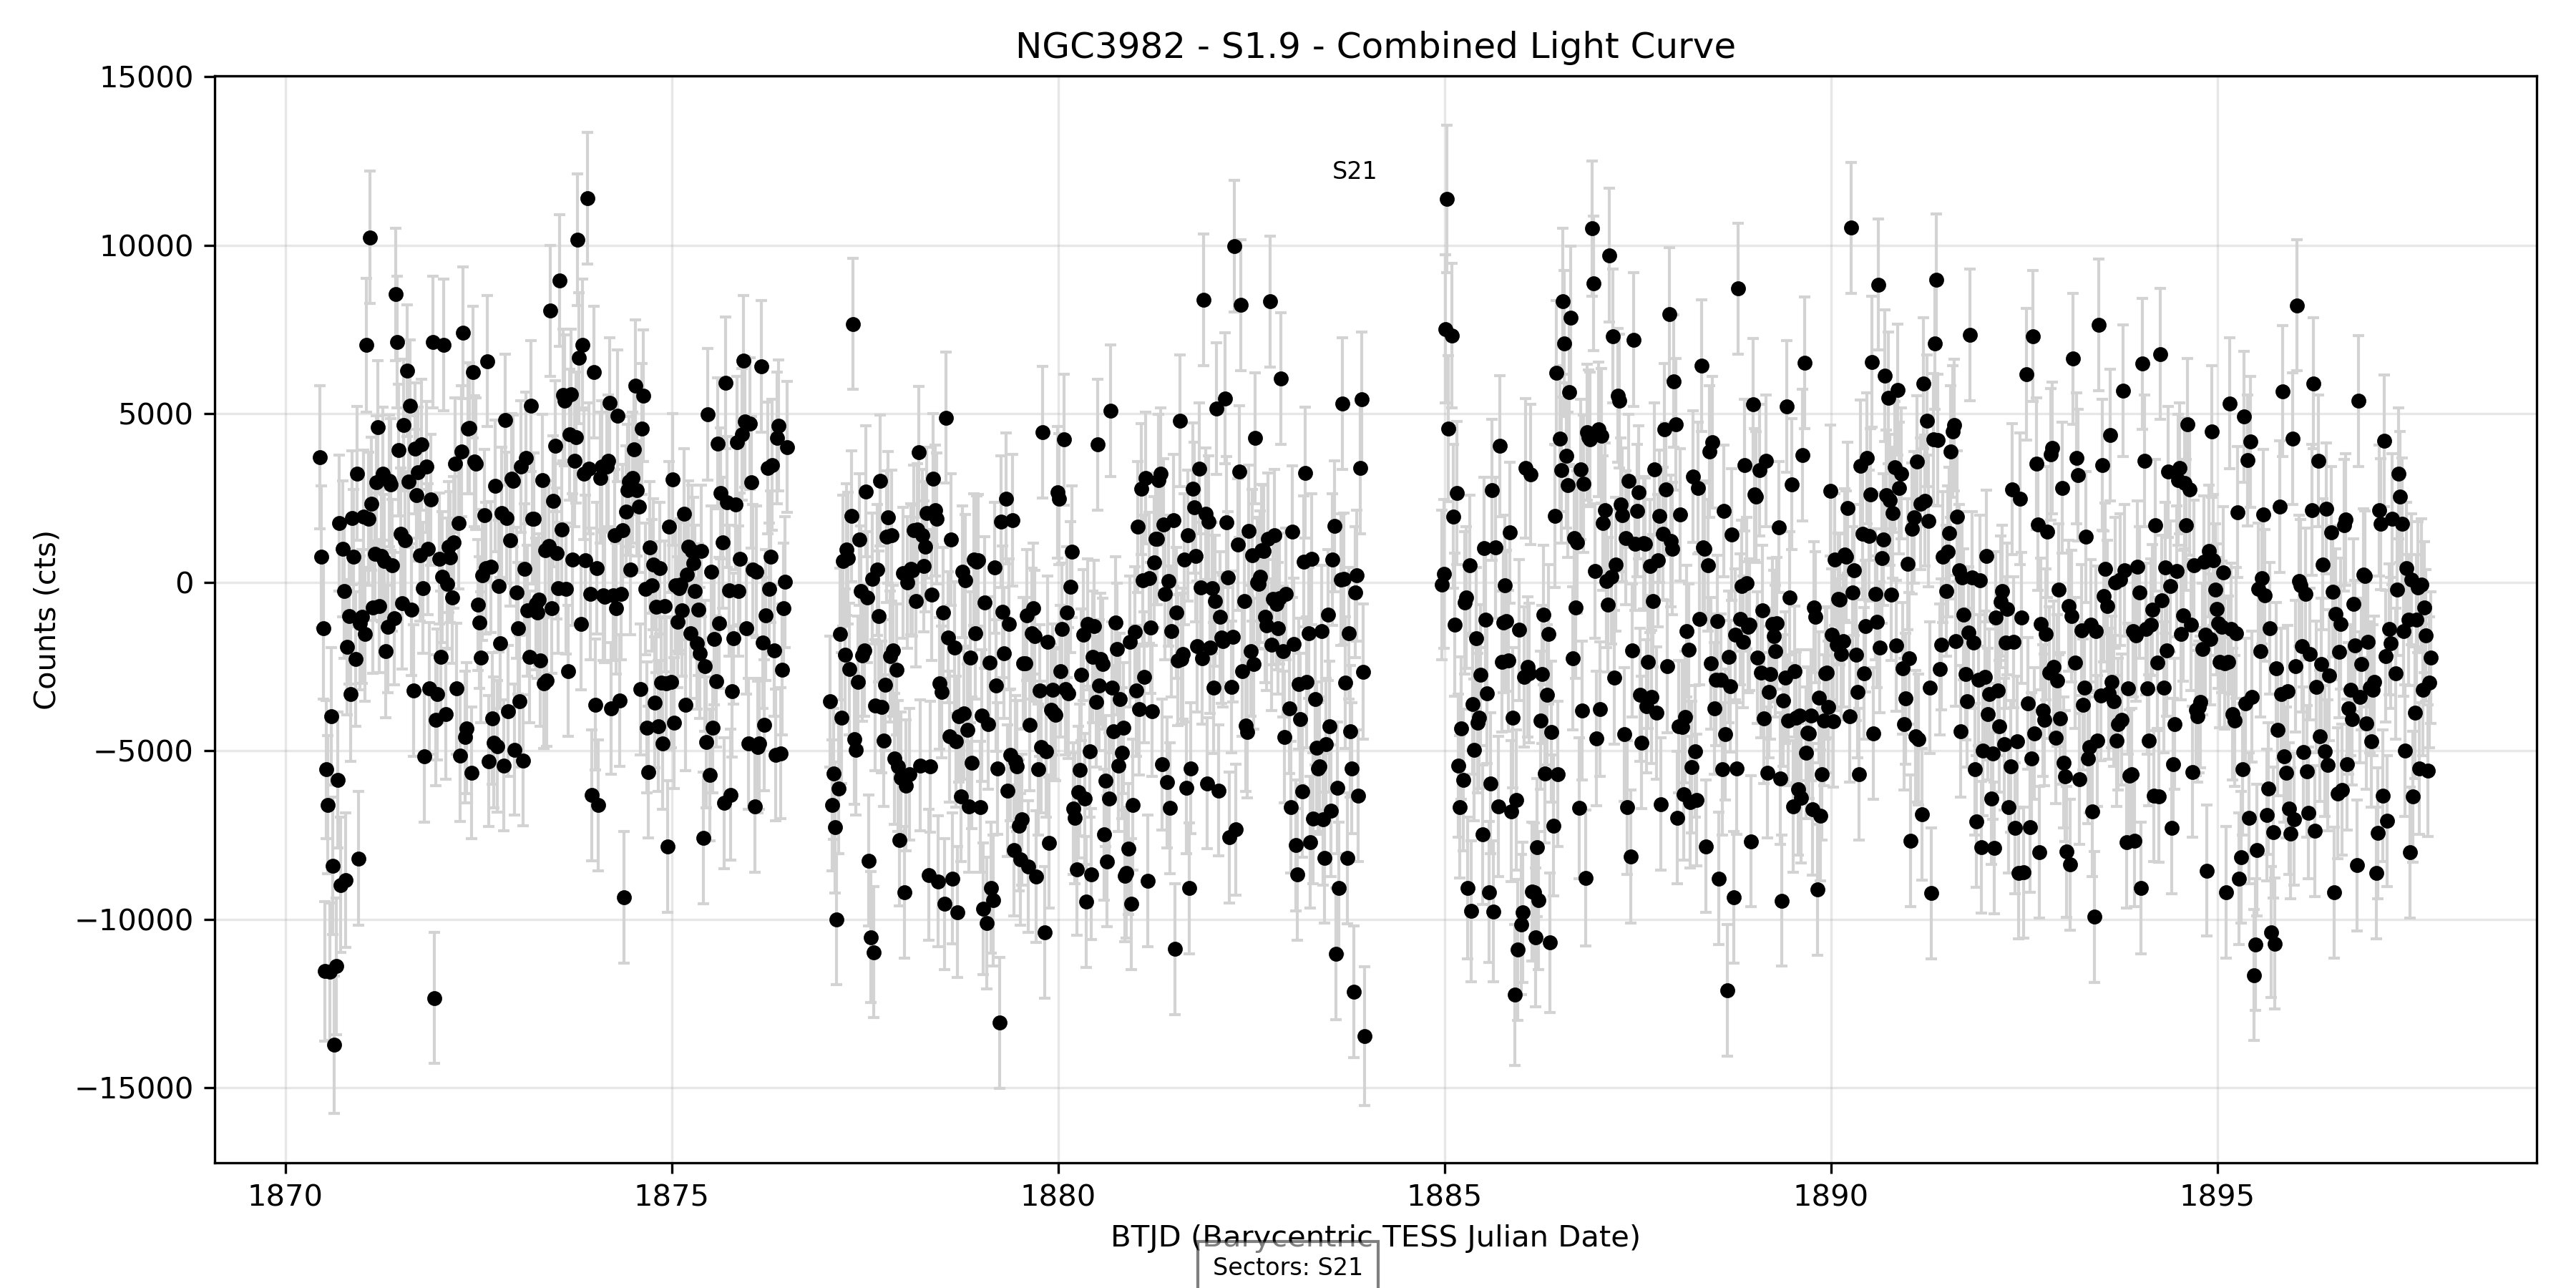 NGC3982 - S1.9 - Combined Light Curve
15000
10000
5000
0
−5000
−10000
−15000
Counts (cts)
S21
1870
1875
1880
1885
1890
1895
BTJD (Barycentric TESS Julian Date)
Sectors: S21